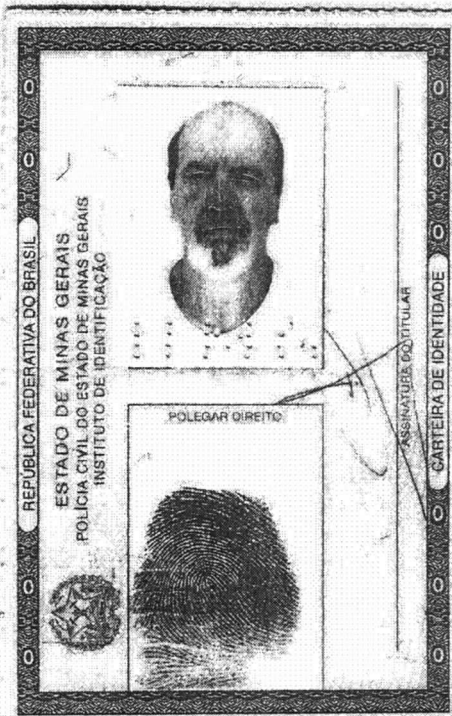 REPÚBLICA FEDERATIVA DO BRASIL
ESTADO DE MINAS GERAIS
POLÍCIA CIVIL DO ESTADO DE MINAS GERAIS
INSTITUTO DE IDENTIFICAÇÃO
POLEGAR DIREITO
ASSINATURA DO TITULAR
CARTEIRA DE IDENTIDADE